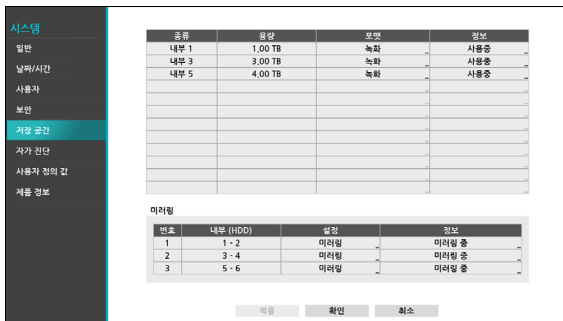 시스템
일반
날짜/시간
사용자
보안
저장 공간
자가 진단
사용자 정의 값
제품 정보
종류 용량 포맷 정보
내부 1 1,00 TB 녹화 사용중
내부 3 3,00 TB 녹화 사용중
내부 5 4,00 TB 녹화 사용중
미러링
번호 내부 (HDD) 설정 정보
1 1 - 2 미러링 미러링 중
2 3 - 4 미러링 미러링 중
3 5 - 6 미러링 미러링 중
적용 확인 취소